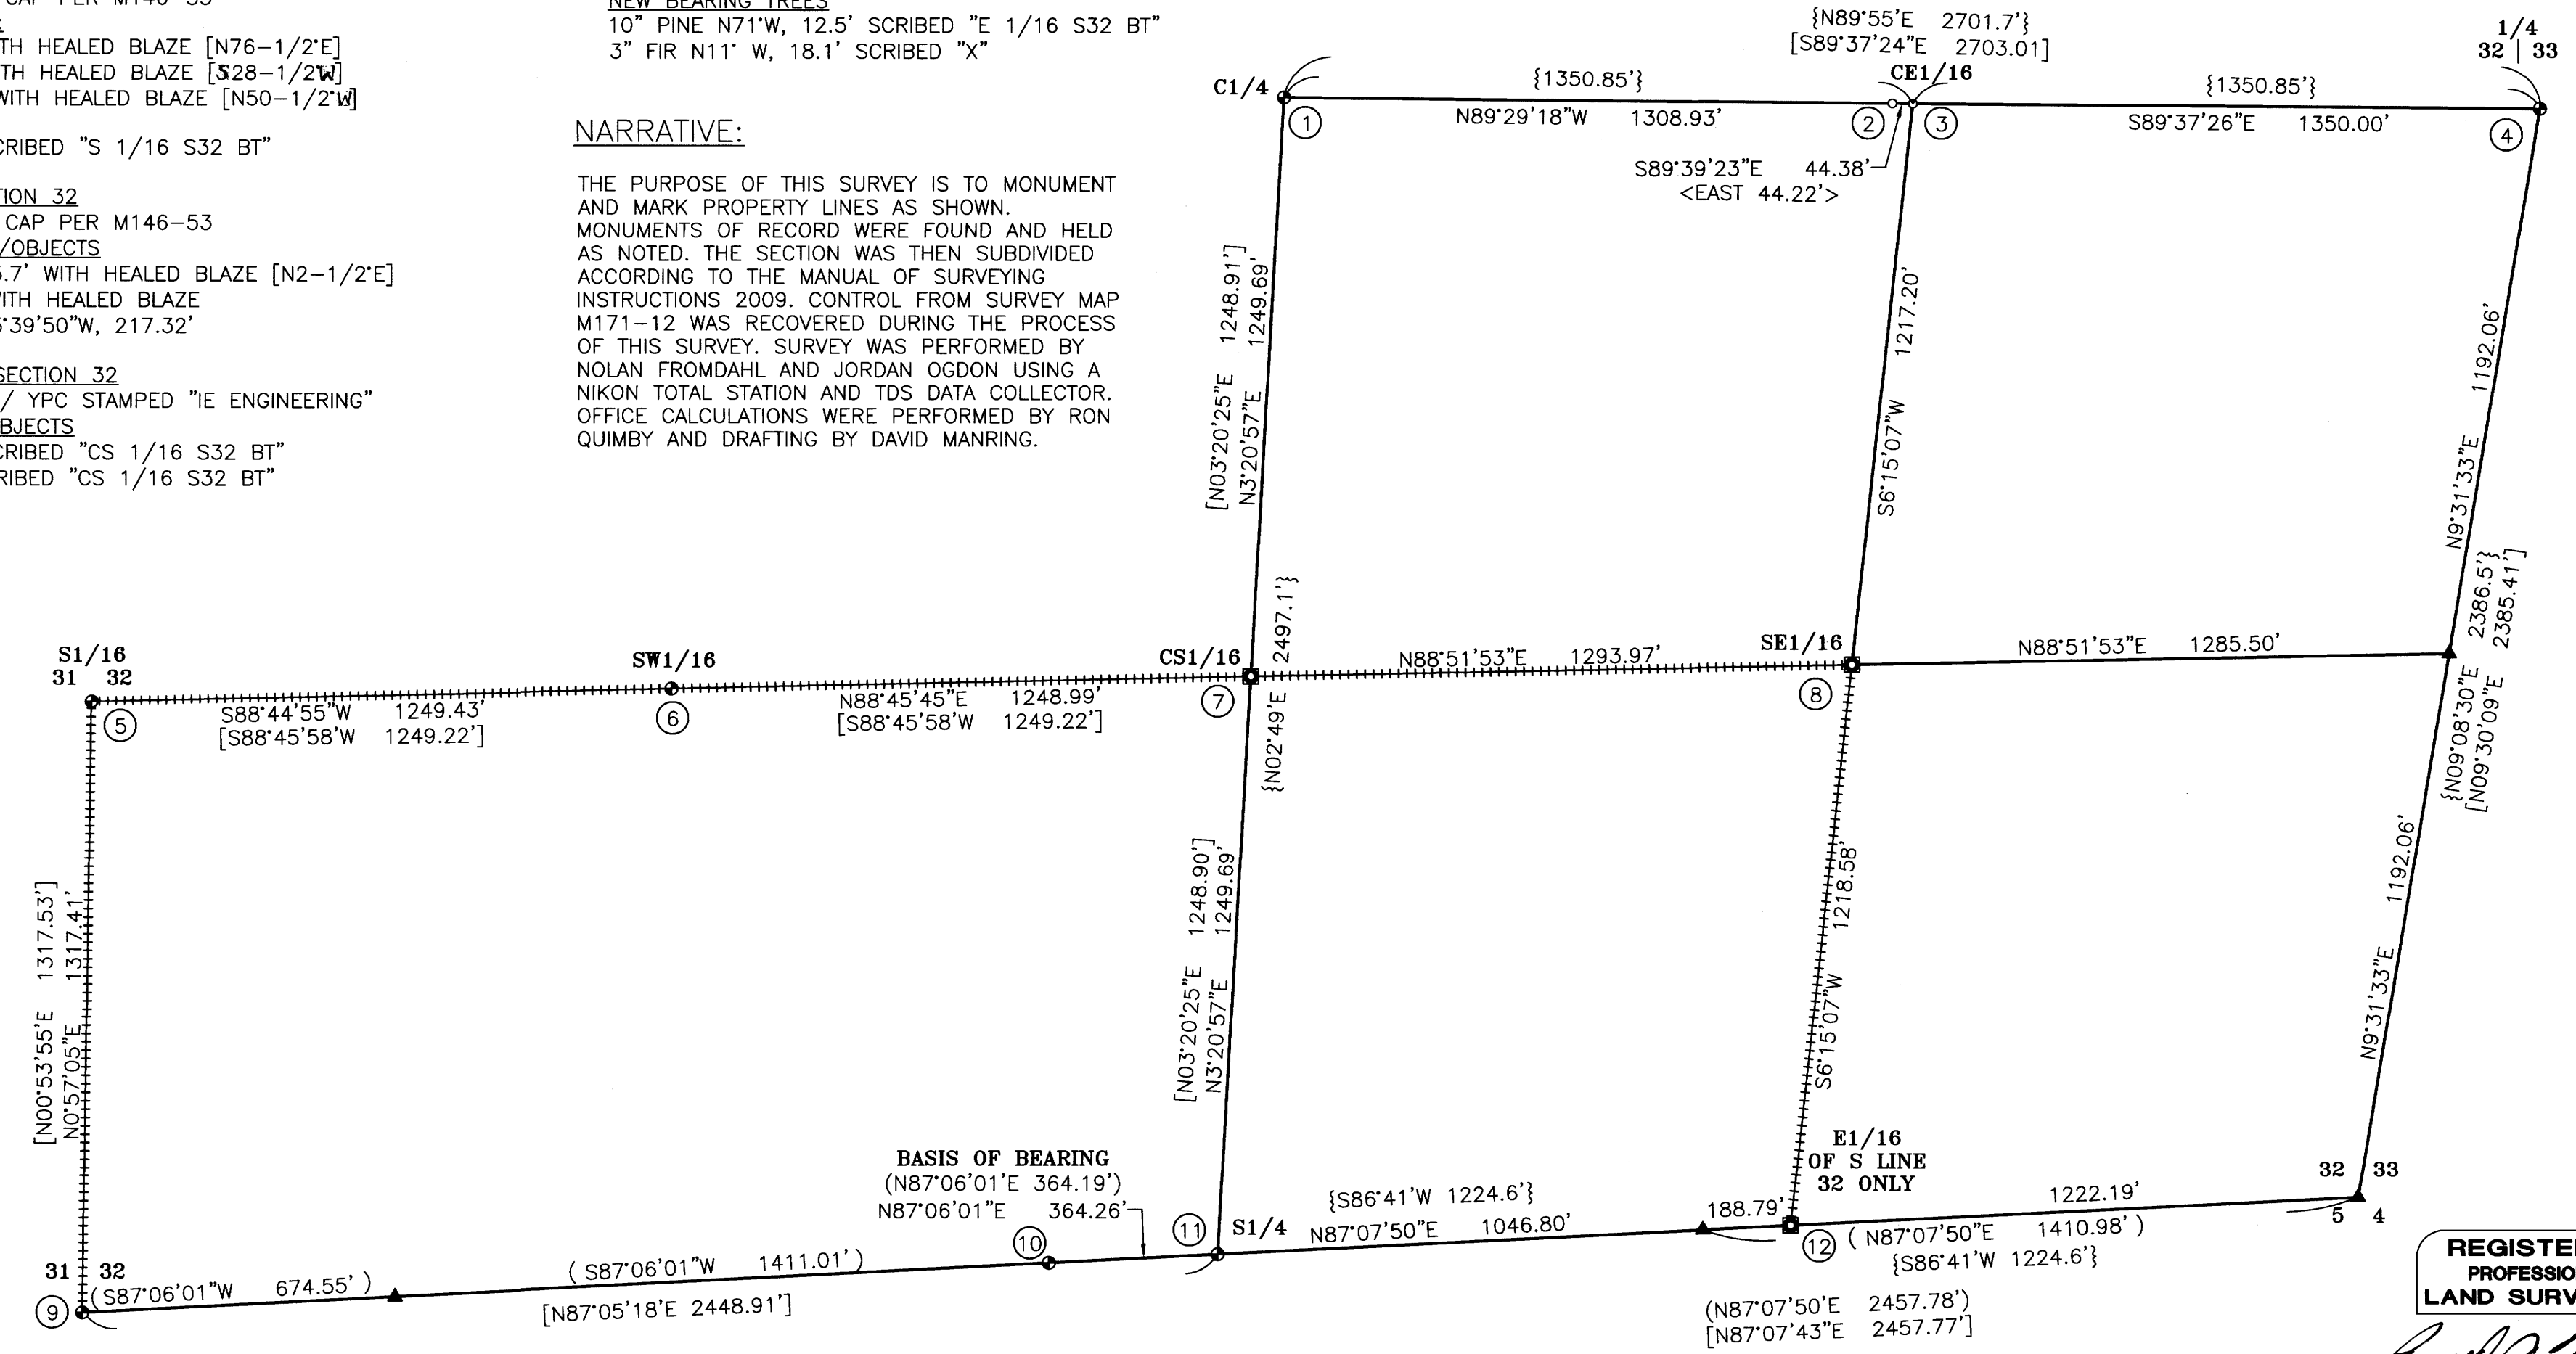 CAP PER M146-53
TH HEALED BLAZE [N76-1/2°E]
TH HEALED BLAZE [S28-1/2°W]
WITH HEALED BLAZE [N50-1/2°W]
CRIBED "S 1/16 S32 BT"
TION 32
CAP PER M146-53
/OBJECTS
6.7' WITH HEALED BLAZE [N2-1/2°E]
WITH HEALED BLAZE
°39'50"W, 217.32'
SECTION 32
/ YPC STAMPED "IE ENGINEERING"
BJECTS
CRIBED "CS 1/16 S32 BT"
RIBED "CS 1/16 S32 BT"
NEW BEARING TREES
10" PINE N71°W, 12.5' SCRIBED "E 1/16 S32 BT"
3" FIR N11° W, 18.1' SCRIBED "X"
NARRATIVE:
THE PURPOSE OF THIS SURVEY IS TO MONUMENT
AND MARK PROPERTY LINES AS SHOWN.
MONUMENTS OF RECORD WERE FOUND AND HELD
AS NOTED. THE SECTION WAS THEN SUBDIVIDED
ACCORDING TO THE MANUAL OF SURVEYING
INSTRUCTIONS 2009. CONTROL FROM SURVEY MAP
M171-12 WAS RECOVERED DURING THE PROCESS
OF THIS SURVEY. SURVEY WAS PERFORMED BY
NOLAN FROMDAHL AND JORDAN OGDON USING A
NIKON TOTAL STATION AND TDS DATA COLLECTOR.
OFFICE CALCULATIONS WERE PERFORMED BY RON
QUIMBY AND DRAFTING BY DAVID MANRING.
{N89°55'E 2701.7'}
[S89°37'24"E 2703.01]
1/4
32 | 33
C1/4
{1350.85'}
CE1/16
{1350.85'}
1
N89°29'18"W 1308.93'
2
3
S89°37'26"E 1350.00'
4
S89°39'23"E 44.38'
<EAST 44.22'>
[N03°20'25"E 1248.91']
N3°20'57"E 1249.69'
S6°15'07"W 1217.20'
N9°31'33"E 1192.06'
{N02°49'E 2497.1'}
{N09°08'30"E 2386.5'}
[N09°30'09"E 2385.41']
S1/16
31 32
SW1/16
CS1/16
N88°51'53"E 1293.97'
SE1/16
N88°51'53"E 1285.50'
5
S88°44'55"W 1249.43'
[S88°45'58'W 1249.22']
6
N88°45'45"E 1248.99'
[S88°45'58'W 1249.22']
7
8
[N00°53'55'E 1317.53']
N0°57'05"E 1317.41'
[N03°20'25"E 1248.90']
N3°20'57"E 1249.69'
S6°15'07"W 1218.58'
N9°31'33"E 1192.06'
BASIS OF BEARING
(N87°06'01'E 364.19')
N87°06'01"E 364.26'
E1/16
OF S LINE
32 ONLY
32 33
5 4
{S86°41'W 1224.6'}
188.79'
1222.19'
10
11
S1/4
N87°07'50"E 1046.80'
12
( N87°07'50"E 1410.98' )
{S86°41'W 1224.6'}
31 32
9
(S87°06'01"W 674.55' )
( S87°06'01"W 1411.01' )
[N87°05'18'E 2448.91']
(N87°07'50'E 2457.78')
[N87°07'43"E 2457.77']
REGISTE
PROFESSIO
LAND SURV